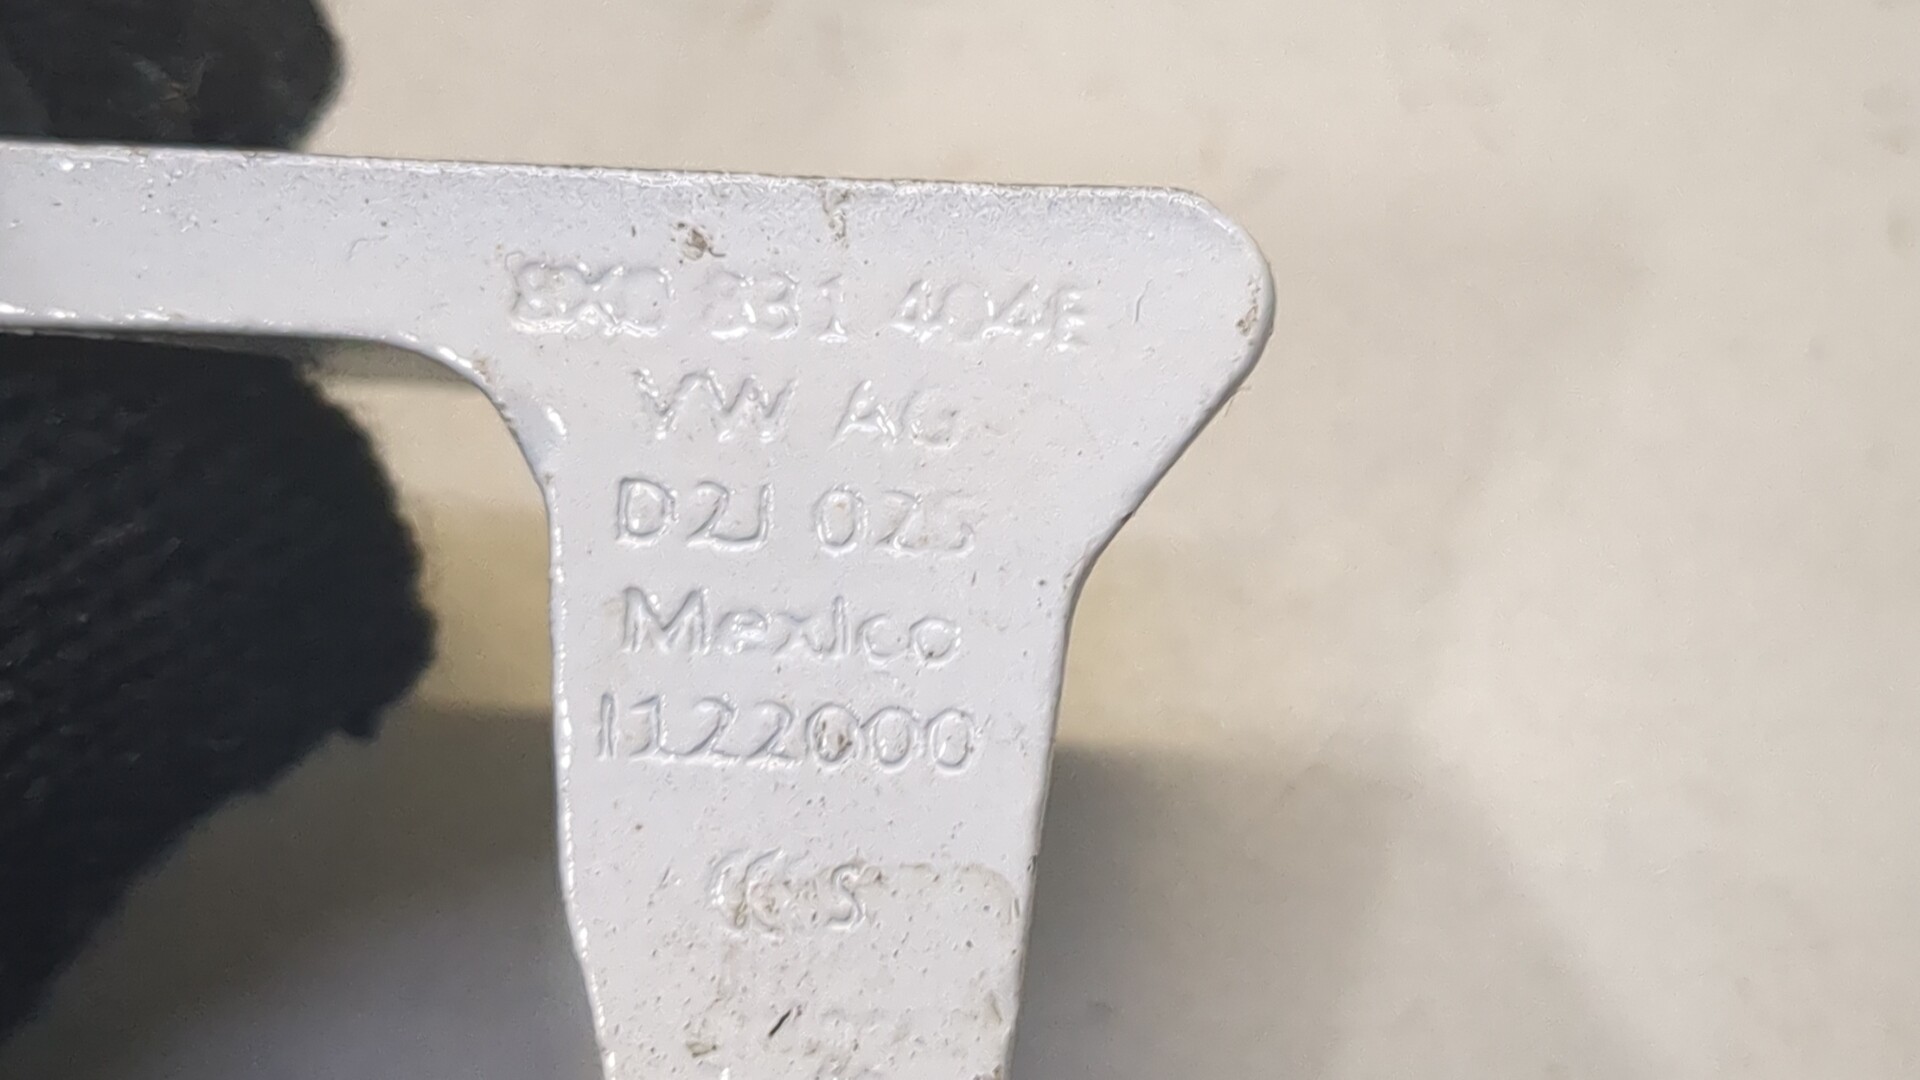 8X0 831 404E
VW AG
D2J 025
Mexico
1122000
S